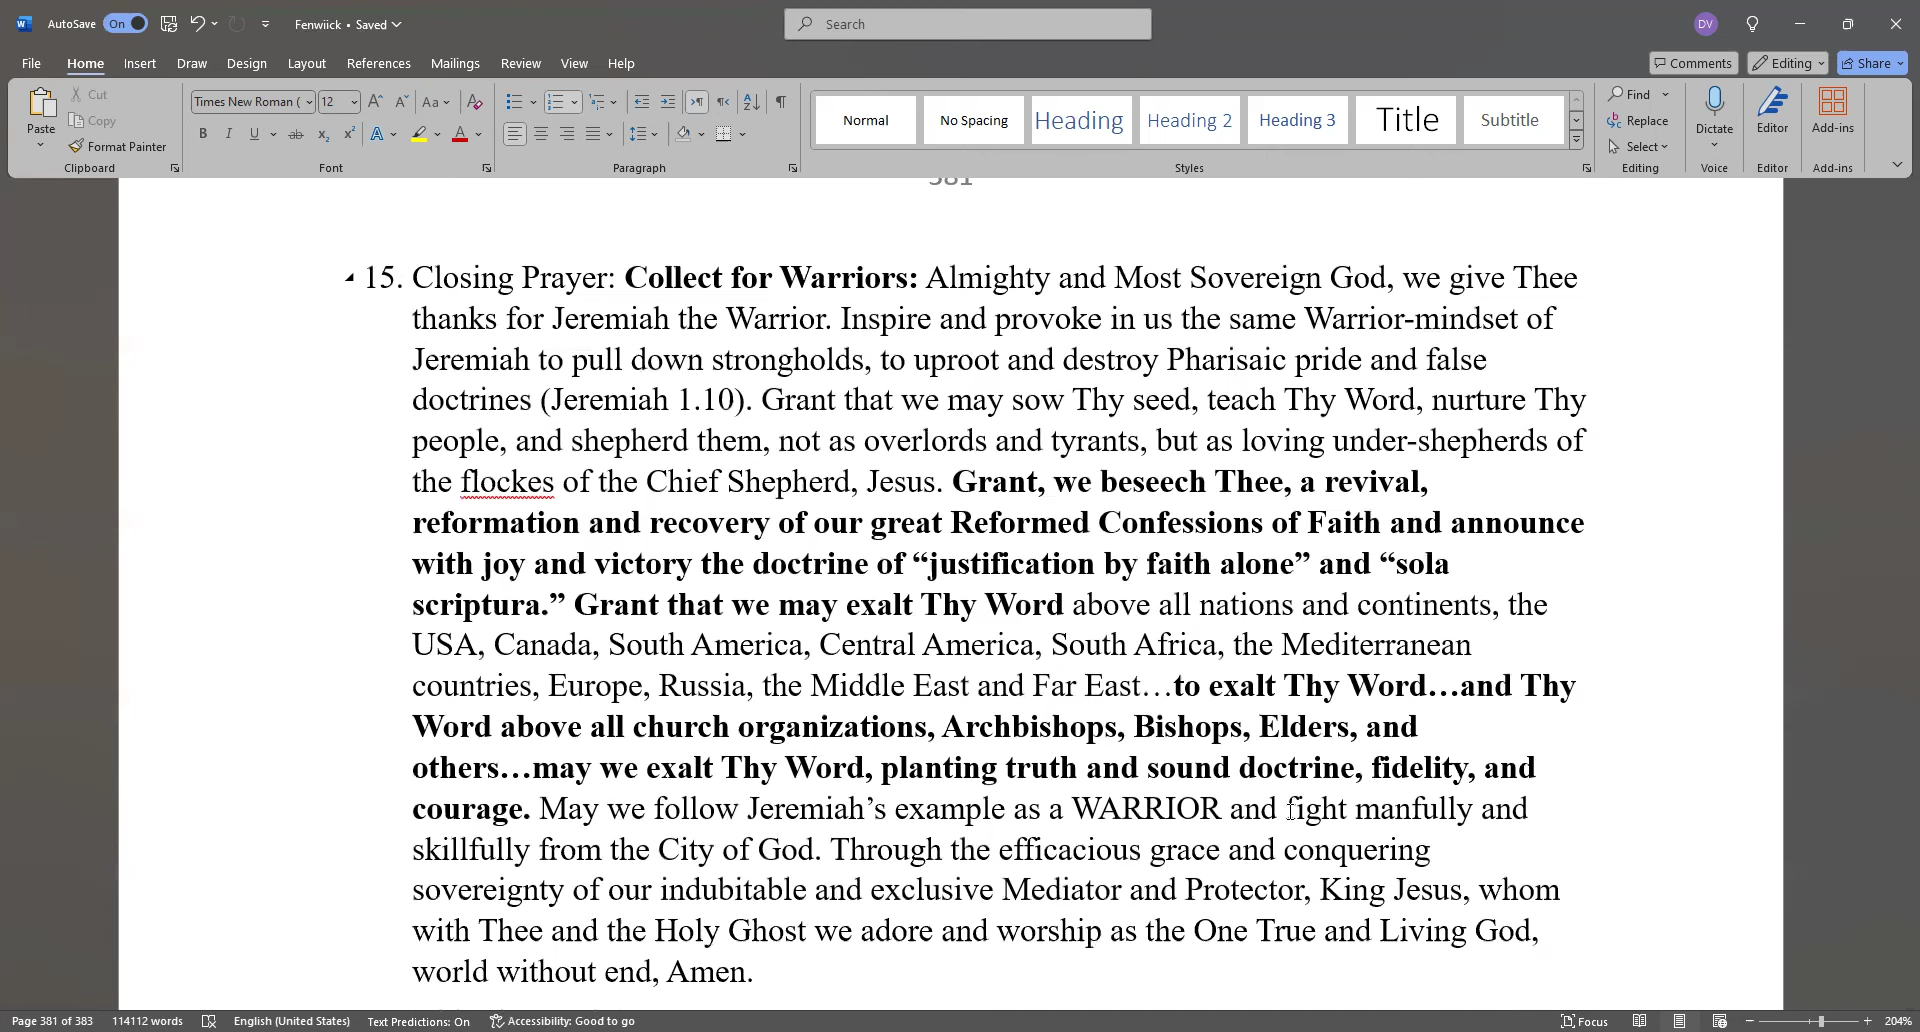 AutoSave On Fenwiick • Saved Search DV
File Home Insert Draw Design Layout References Mailings Review View Help Comments Editing Share
Paste Cut Copy Format Painter Clipboard
Times New Roman ( 12 Aa Font
B I U ab x₂ x² A A
Paragraph
Normal No Spacing Heading Heading 2 Heading 3 Title Subtitle Styles
Find Replace Select Editing
Dictate Voice
Editor Editor
Add-ins Add-ins
381
15. Closing Prayer: Collect for Warriors: Almighty and Most Sovereign God, we give Thee
thanks for Jeremiah the Warrior. Inspire and provoke in us the same Warrior-mindset of
Jeremiah to pull down strongholds, to uproot and destroy Pharisaic pride and false
doctrines (Jeremiah 1.10). Grant that we may sow Thy seed, teach Thy Word, nurture Thy
people, and shepherd them, not as overlords and tyrants, but as loving under-shepherds of
the flockes of the Chief Shepherd, Jesus. Grant, we beseech Thee, a revival,
reformation and recovery of our great Reformed Confessions of Faith and announce
with joy and victory the doctrine of “justification by faith alone” and “sola
scriptura.” Grant that we may exalt Thy Word above all nations and continents, the
USA, Canada, South America, Central America, South Africa, the Mediterranean
countries, Europe, Russia, the Middle East and Far East…to exalt Thy Word…and Thy
Word above all church organizations, Archbishops, Bishops, Elders, and
others…may we exalt Thy Word, planting truth and sound doctrine, fidelity, and
courage. May we follow Jeremiah’s example as a WARRIOR and fight manfully and
skillfully from the City of God. Through the efficacious grace and conquering
sovereignty of our indubitable and exclusive Mediator and Protector, King Jesus, whom
with Thee and the Holy Ghost we adore and worship as the One True and Living God,
world without end, Amen.
Page 381 of 383 114112 words English (United States) Text Predictions: On Accessibility: Good to go Focus 204%